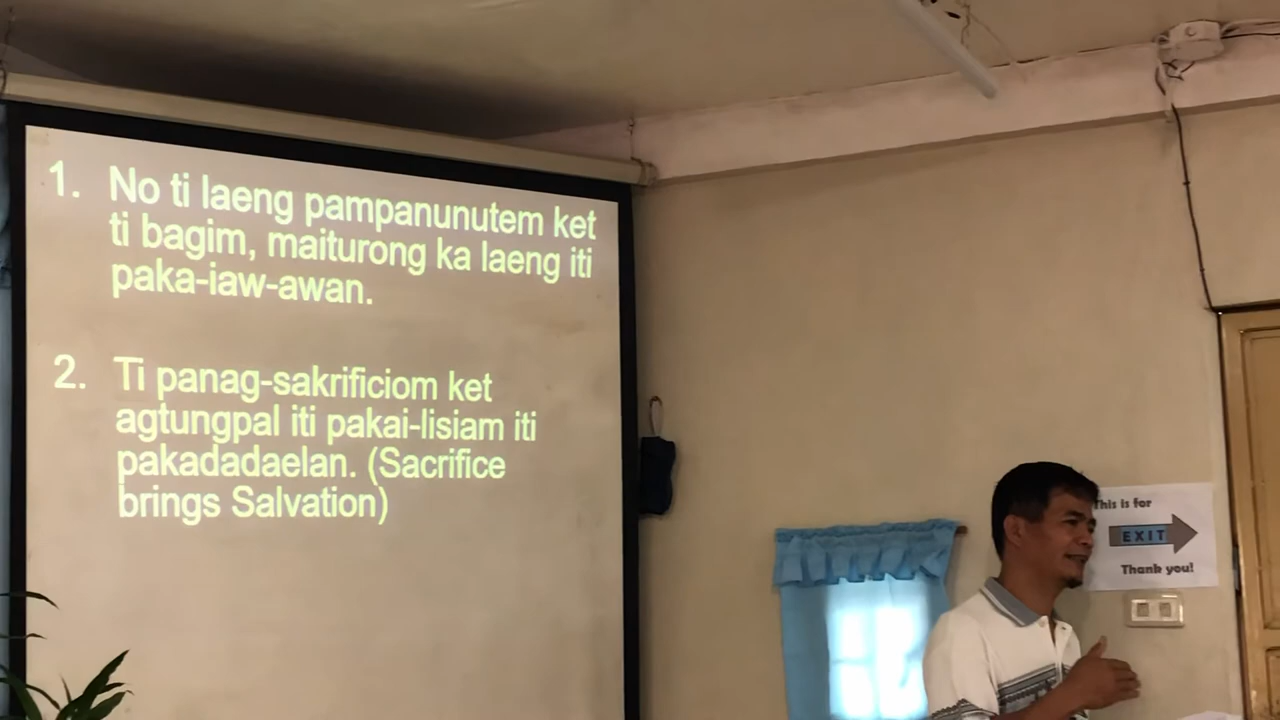 1. No ti laeng pampanunutem ket
ti bagim, maiturong ka laeng iti
paka-iaw-awan.
2. Ti panag-sakrificiom ket
agtungpal iti pakai-lisiam iti
pakadadaelan. (Sacrifice
brings Salvation)
This is for
EXIT
Thank you!